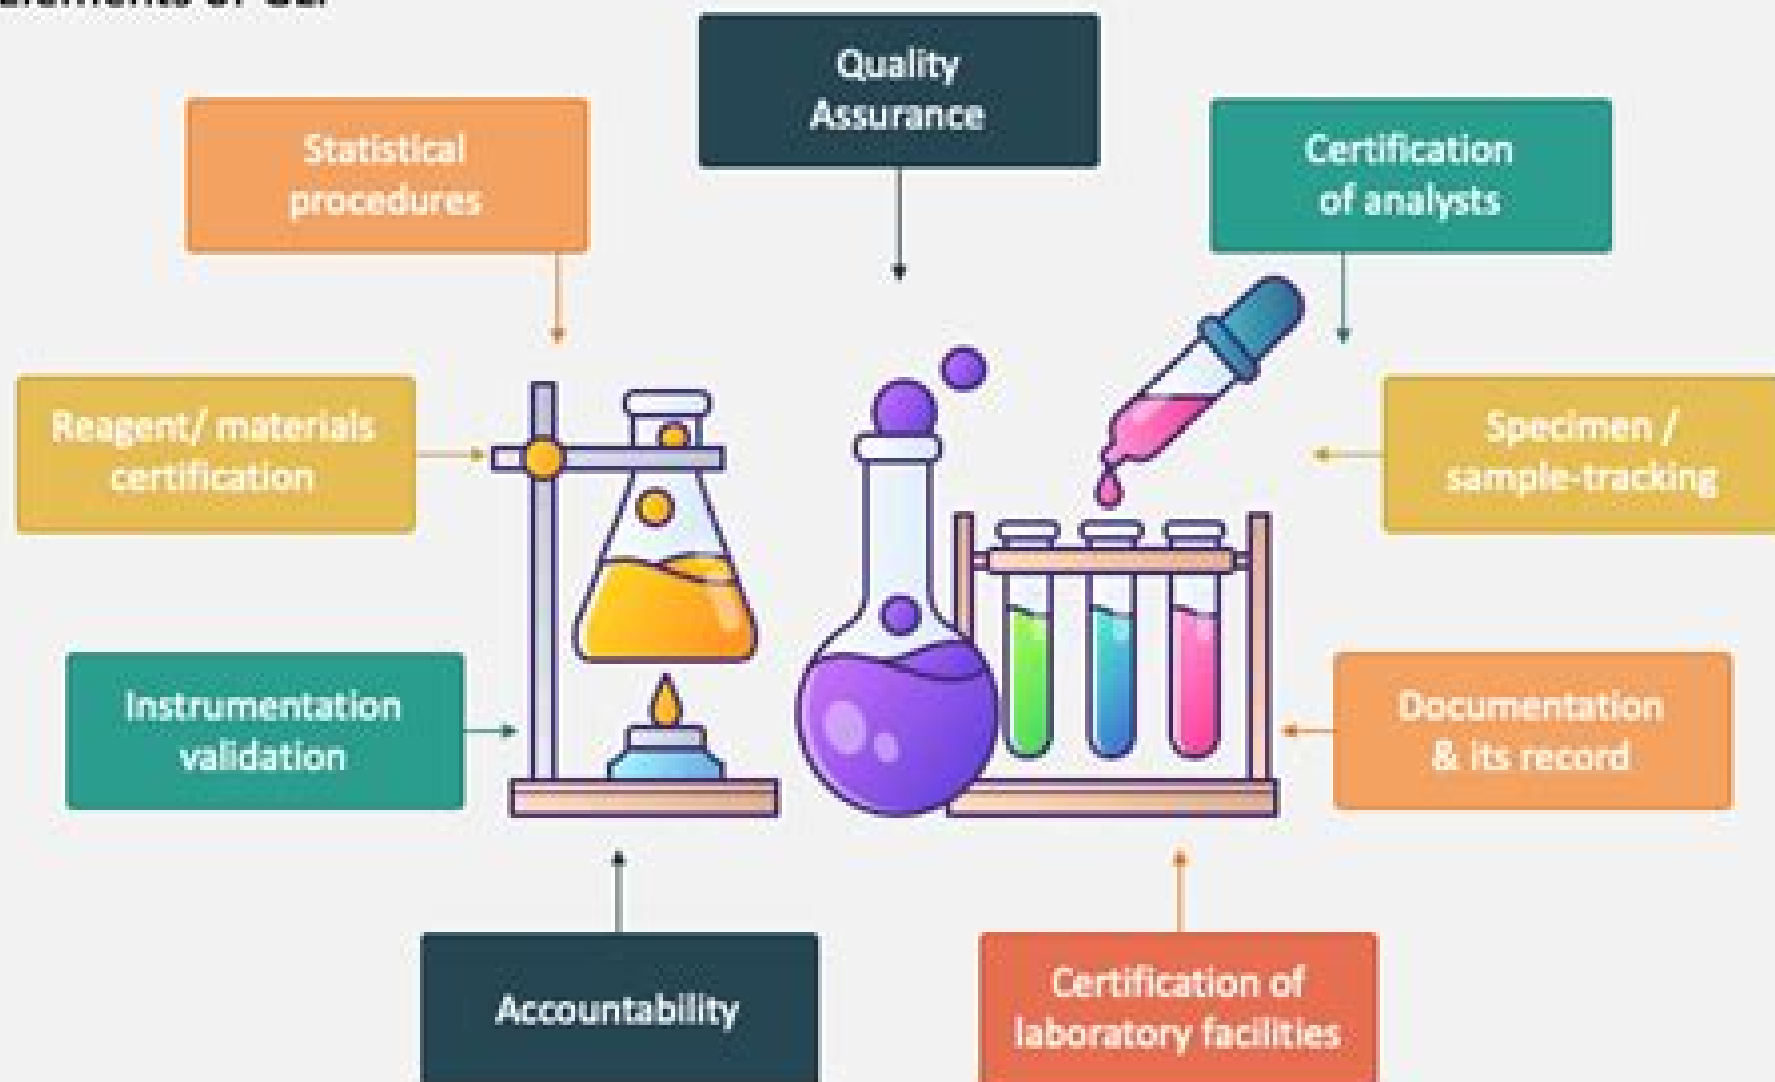 Quality
Assurance
Statistical
procedures
Certification
of analysts
Reagent/ materials
certification
Specimen /
sample-tracking
Instrumentation
validation
Documentation
& its record
Accountability
Certification of
laboratory facilities